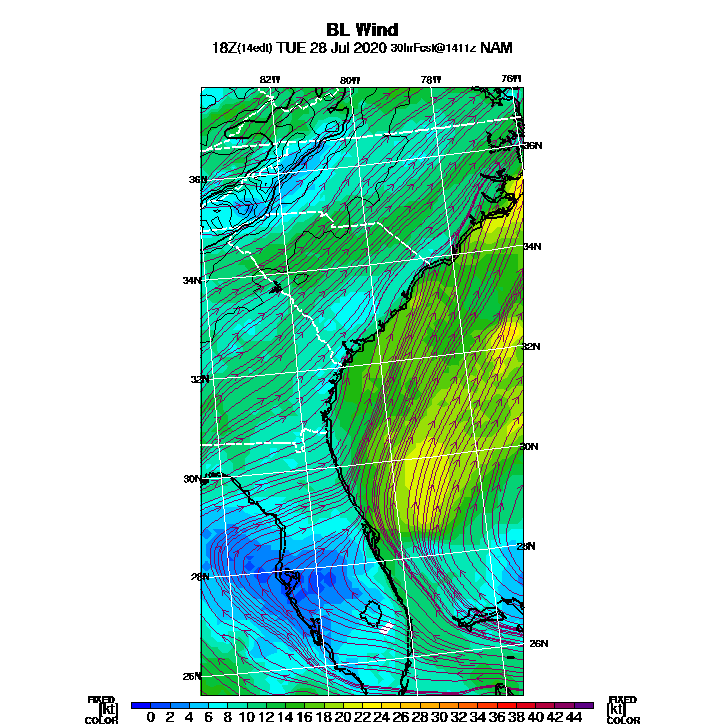 BL Wind
18Z(14edt) TUE 28 Jul 2020 30hrFcst@1411z NAM
82W 80W 78W 76W
36N 36N
34N 34N
32N 32N
30N 30N
28N 28N
26N 26N
FIXED FIXED
[kt] 0 2 4 6 8 10 12 14 16 18 20 22 24 26 28 30 32 34 36 38 40 42 44 [kt]
COLOR COLOR